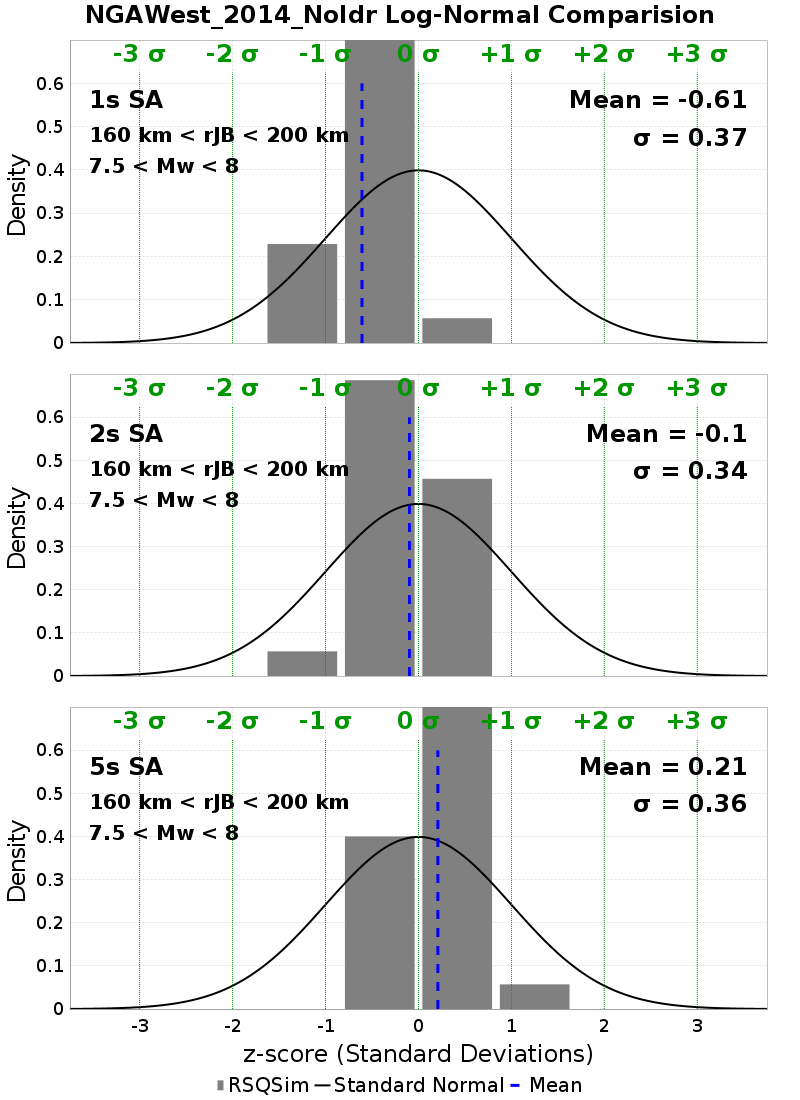 NGAWest_2014_NoIdr Log-Normal Comparision
-3 σ -2 σ -1 σ 0 σ +1 σ +2 σ +3 σ
1s SA
Mean = -0.61
160 km < rJB < 200 km
σ = 0.37
7.5 < Mw < 8
Density
0.6
0.5
0.4
0.3
0.2
0.1
0
-3 σ -2 σ -1 σ 0 σ +1 σ +2 σ +3 σ
2s SA
Mean = -0.1
160 km < rJB < 200 km
σ = 0.34
7.5 < Mw < 8
Density
0.6
0.5
0.4
0.3
0.2
0.1
0
-3 σ -2 σ -1 σ 0 σ +1 σ +2 σ +3 σ
5s SA
Mean = 0.21
160 km < rJB < 200 km
σ = 0.36
7.5 < Mw < 8
Density
0.6
0.5
0.4
0.3
0.2
0.1
0
-3 -2 -1 0 1 2 3
z-score (Standard Deviations)
RSQSim Standard Normal Mean